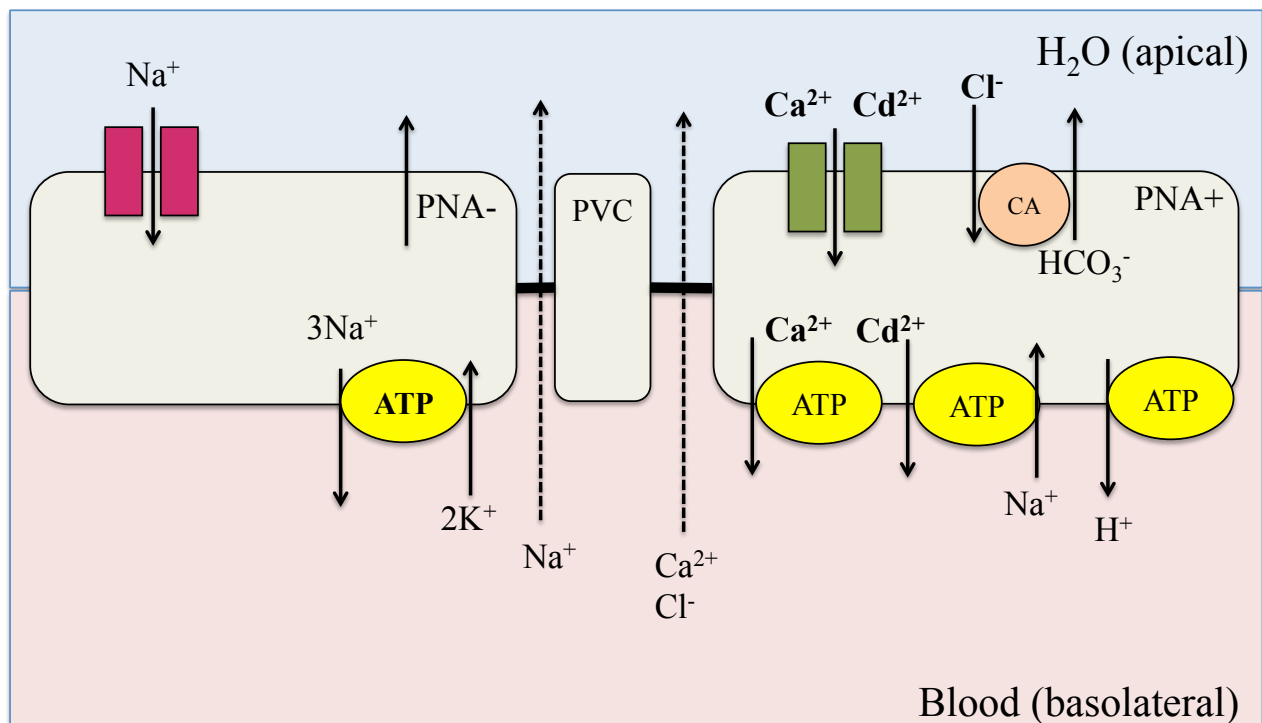 H₂O (apical)
Na⁺
Ca²⁺ Cd²⁺
Cl⁻
PNA-
PVC
CA
PNA+
HCO₃⁻
3Na⁺
ATP
2K⁺
Ca²⁺ Cd²⁺
ATP
ATP
ATP
Na⁺
H⁺
Na⁺
Ca²⁺
Cl⁻
Blood (basolateral)